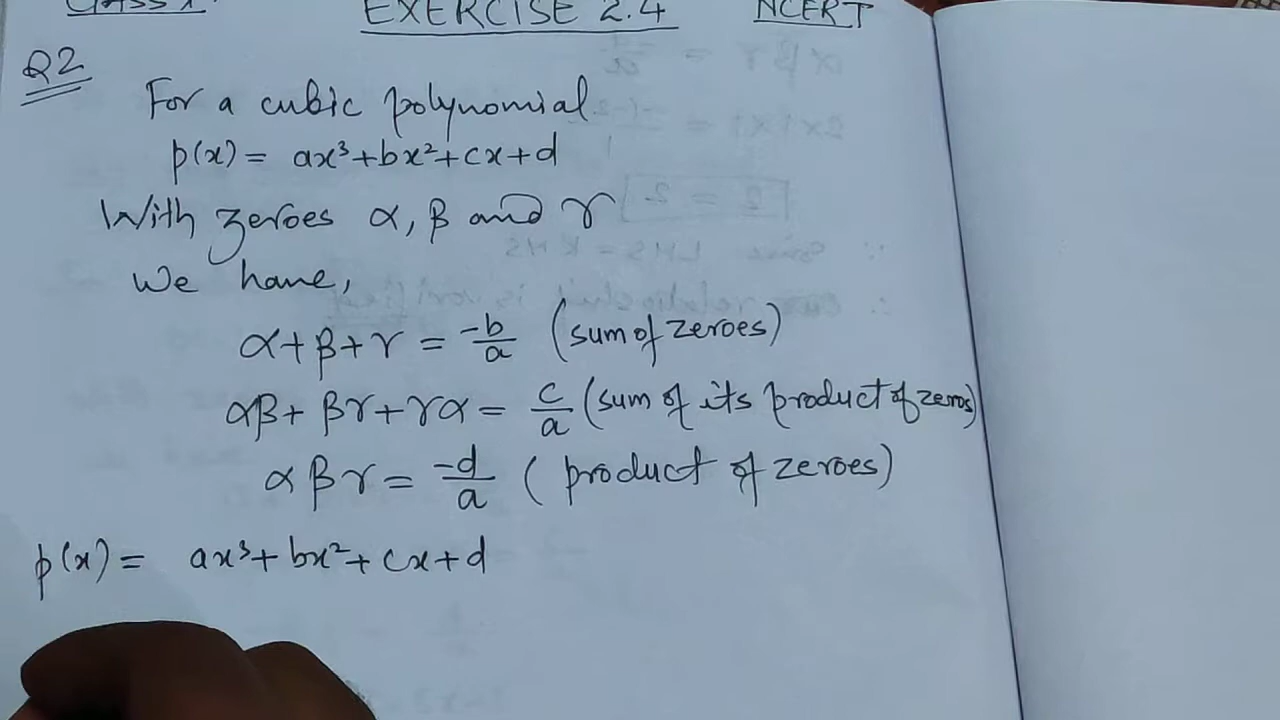 CLASS X EXERCISE 2.4 NCERT
Q2
For a cubic polynomial
p(x) = ax³+bx²+cx+d
With zeroes α, β and γ
We have,
α+β+γ = -b/a (sum of zeroes)
αβ+βγ+γα = c/a (sum of its product of zeros)
αβγ = -d/a (product of zeroes)
p(x) = ax³+bx²+cx+d